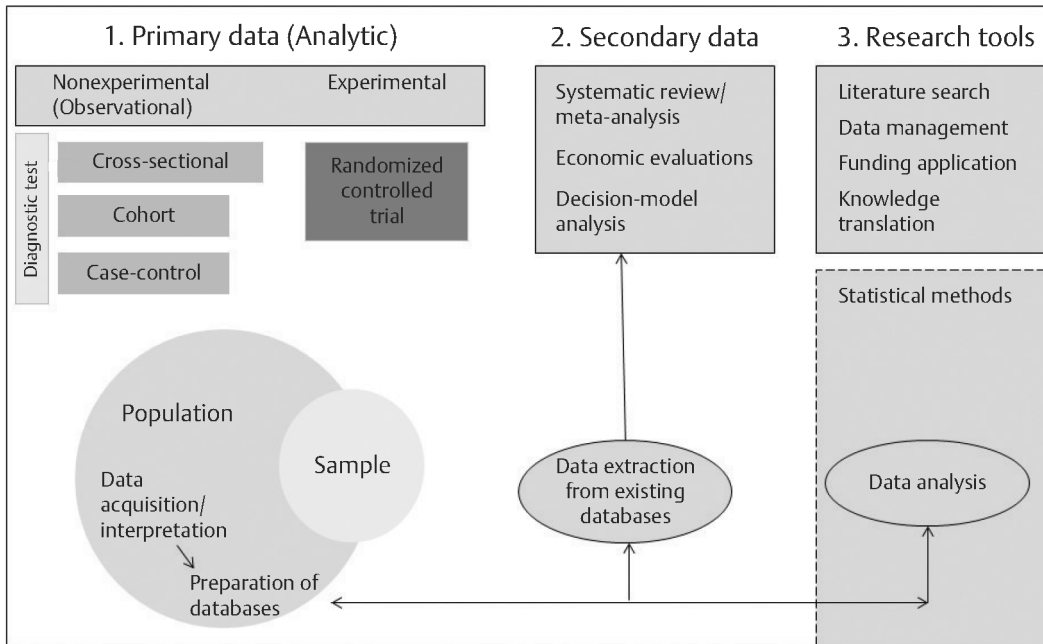 1. Primary data (Analytic)
Nonexperimental
(Observational)
Experimental
Diagnostic test
Cross-sectional
Cohort
Case-control
Randomized
controlled
trial
Population
Sample
Data
acquisition/
interpretation
Preparation of
databases
2. Secondary data
Systematic review/
meta-analysis
Economic evaluations
Decision-model
analysis
Data extraction
from existing
databases
3. Research tools
Literature search
Data management
Funding application
Knowledge
translation
Statistical methods
Data analysis